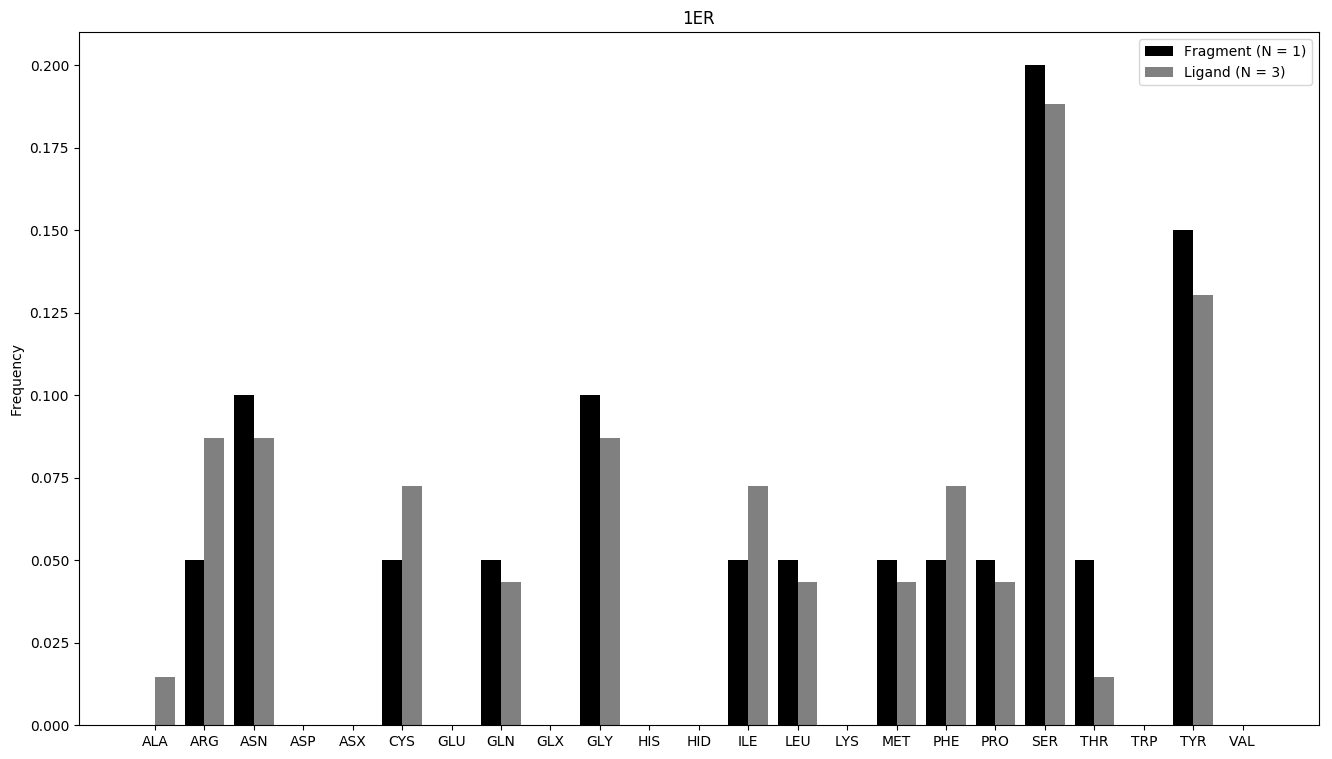 1ER
Fragment (N = 1)
Ligand (N = 3)
0.200
0.175
0.150
0.125
0.100
0.075
0.050
0.025
0.000
Frequency
ALA ARG ASN ASP ASX CYS GLU GLN GLX GLY HIS HID ILE LEU LYS MET PHE PRO SER THR TRP TYR VAL